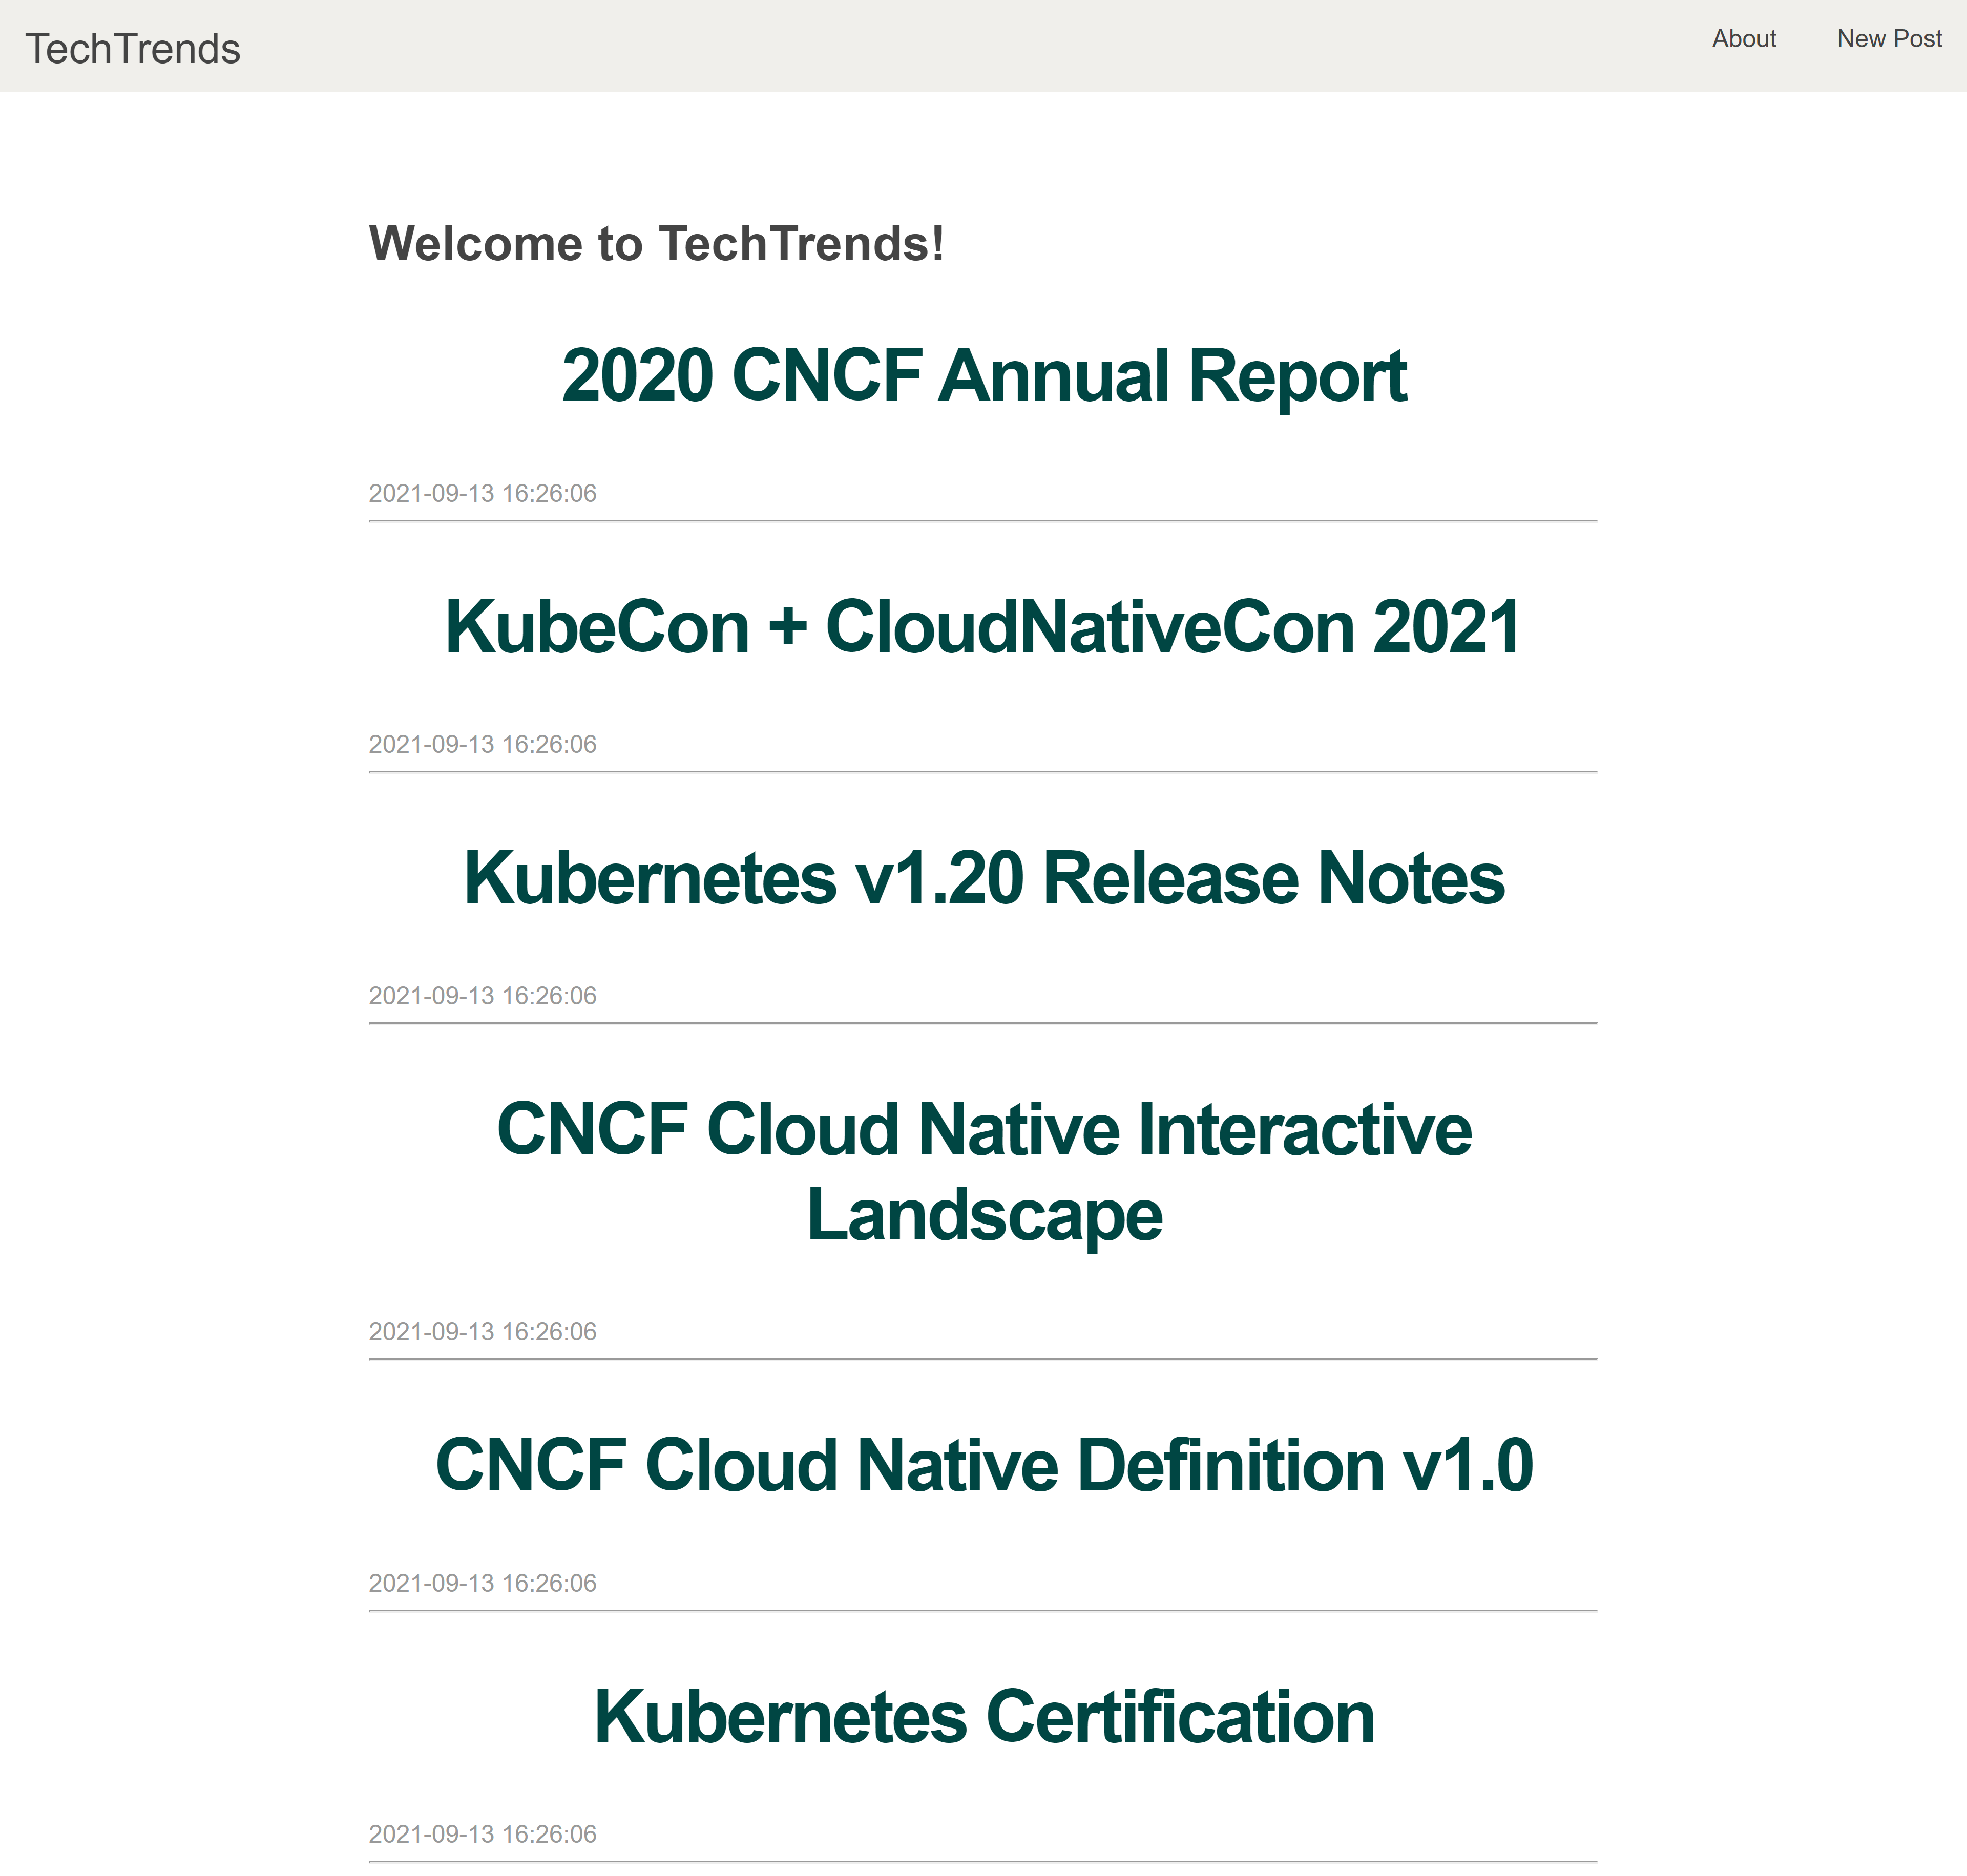 TechTrends
About
New Post
Welcome to TechTrends!
2020 CNCF Annual Report
2021-09-13 16:26:06
KubeCon + CloudNativeCon 2021
2021-09-13 16:26:06
Kubernetes v1.20 Release Notes
2021-09-13 16:26:06
CNCF Cloud Native Interactive
Landscape
2021-09-13 16:26:06
CNCF Cloud Native Definition v1.0
2021-09-13 16:26:06
Kubernetes Certification
2021-09-13 16:26:06